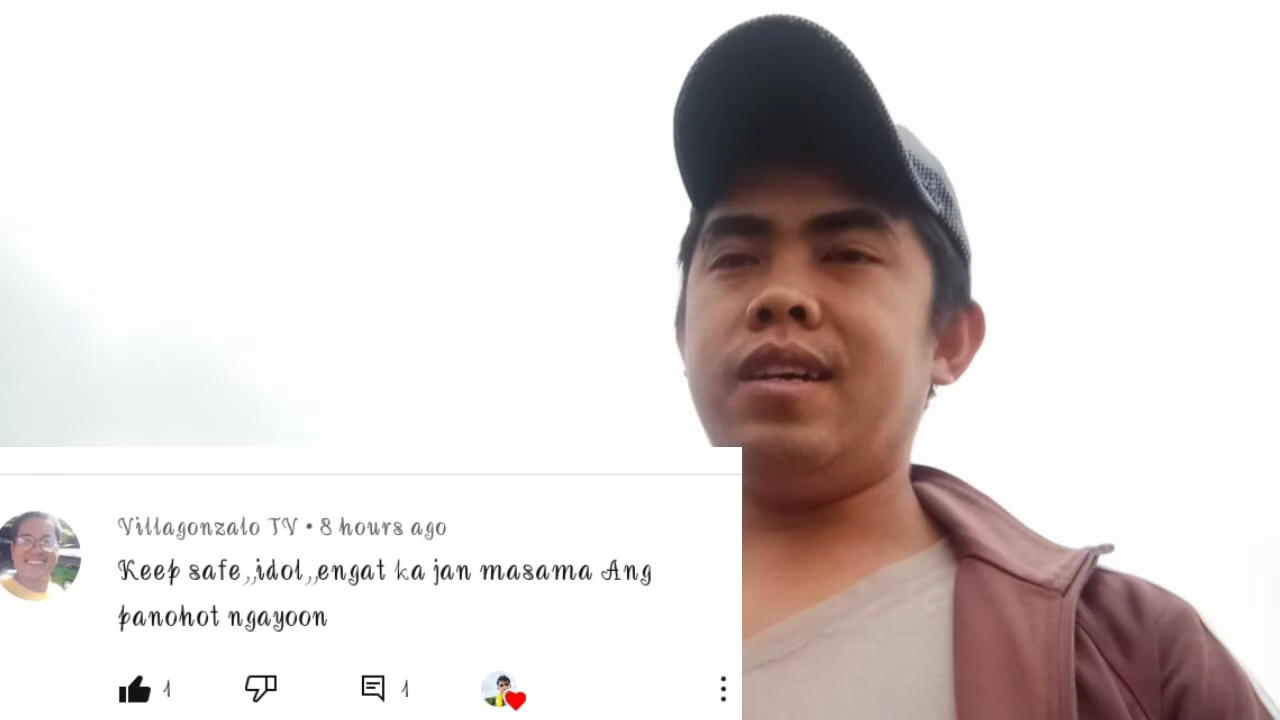 Villagonzalo TV • 8 hours ago
Keep safe,,idol,,engat ka jan masama Ang
panohot ngayoon
1 1